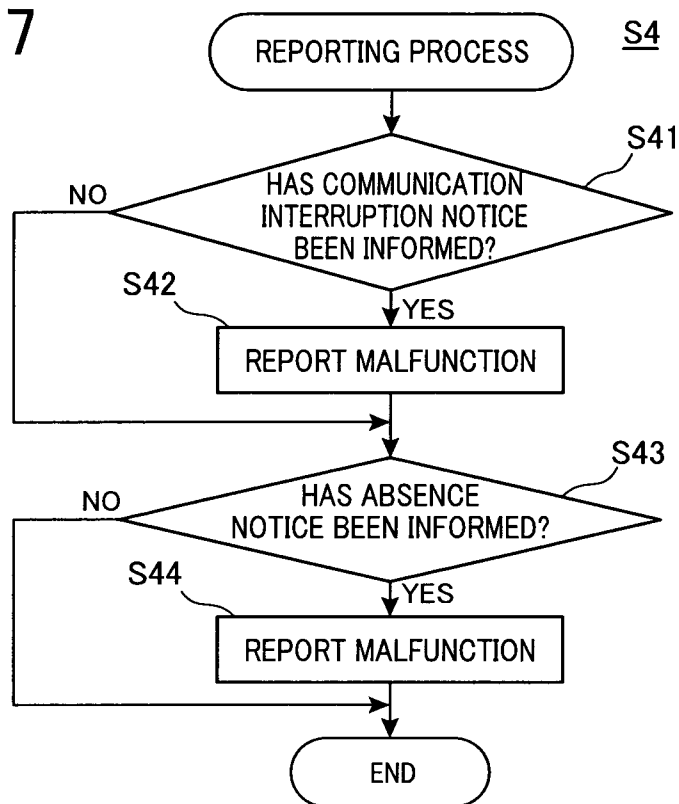 7
REPORTING PROCESS
S4
S41
HAS COMMUNICATION
INTERRUPTION NOTICE
BEEN INFORMED?
NO
YES
S42
REPORT MALFUNCTION
S43
HAS ABSENCE
NOTICE BEEN INFORMED?
NO
YES
S44
REPORT MALFUNCTION
END